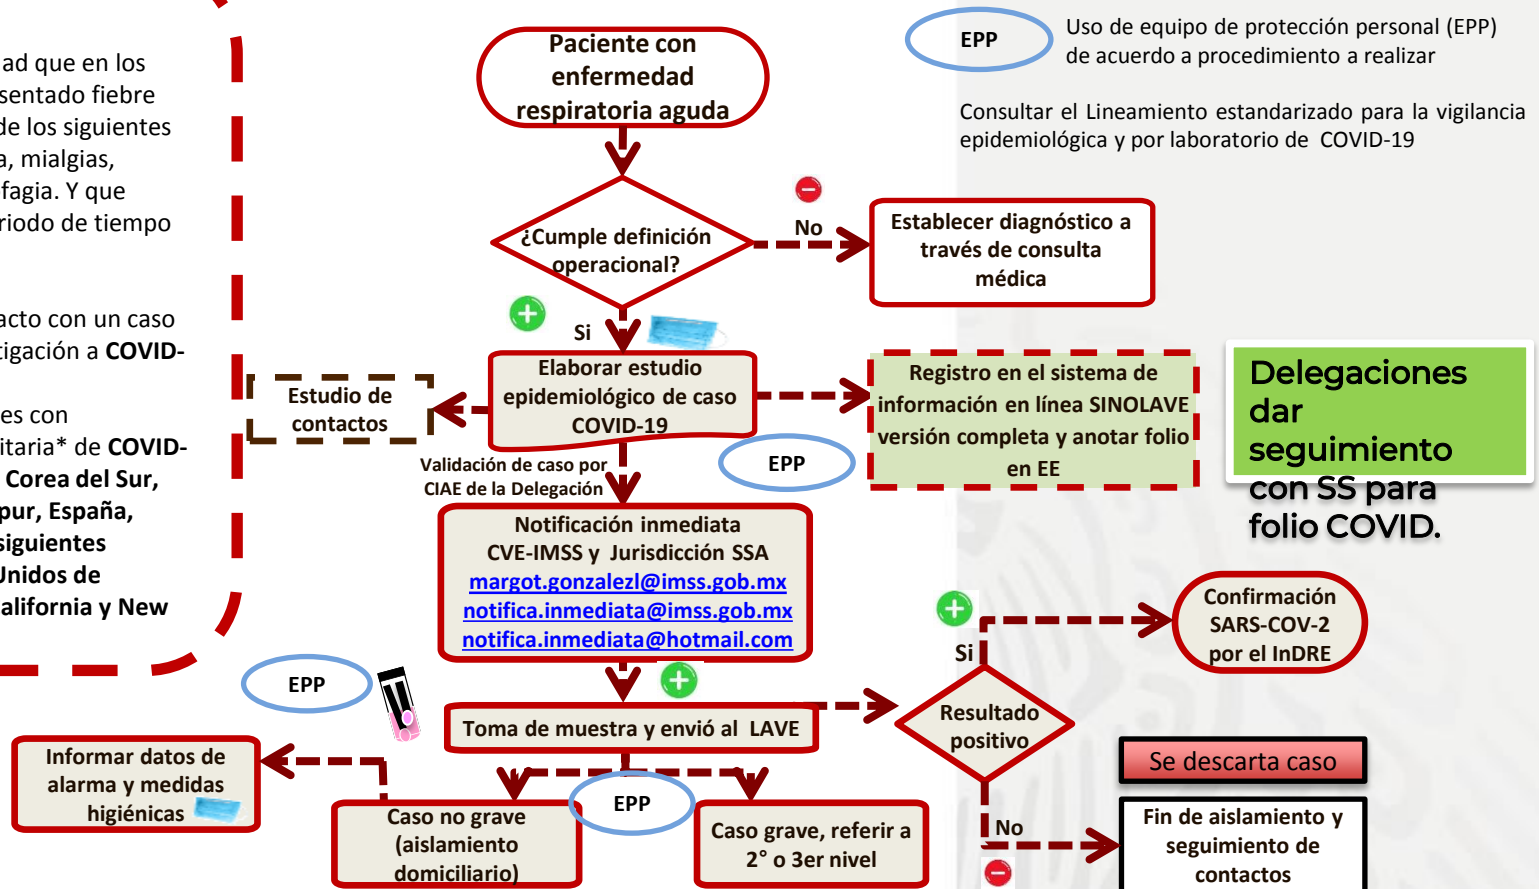 ad que en los
sentado fiebre
de los siguientes
a, mialgias,
fagia. Y que
riodo de tiempo
acto con un caso
tigación a COVID-
es con
itaria* de COVID-
Corea del Sur,
pur, España,
siguientes
Unidos de
alifornia y New
Paciente con
enfermedad
respiratoria aguda
EPP
Uso de equipo de protección personal (EPP)
de acuerdo a procedimiento a realizar
Consultar el Lineamiento estandarizado para la vigilancia
epidemiológica y por laboratorio de COVID-19
¿Cumple definición
operacional?
No
Establecer diagnóstico a
través de consulta
médica
Si
Elaborar estudio
epidemiológico de caso
COVID-19
Estudio de
contactos
Registro en el sistema de
información en línea SINOLAVE
versión completa y anotar folio
en EE
Delegaciones
dar
seguimiento
con SS para
folio COVID.
EPP
Validación de caso por
CIAE de la Delegación
Notificación inmediata
CVE-IMSS y Jurisdicción SSA
margot.gonzalezl@imss.gob.mx
notifica.inmediata@imss.gob.mx
notifica.inmediata@hotmail.com
EPP
Toma de muestra y envió al LAVE
Si
Confirmación
SARS-COV-2
por el InDRE
Resultado
positivo
Se descarta caso
No
Fin de aislamiento y
seguimiento de
contactos
Informar datos de
alarma y medidas
higiénicas
Caso no grave
(aislamiento
domiciliario)
EPP
Caso grave, referir a
2° o 3er nivel